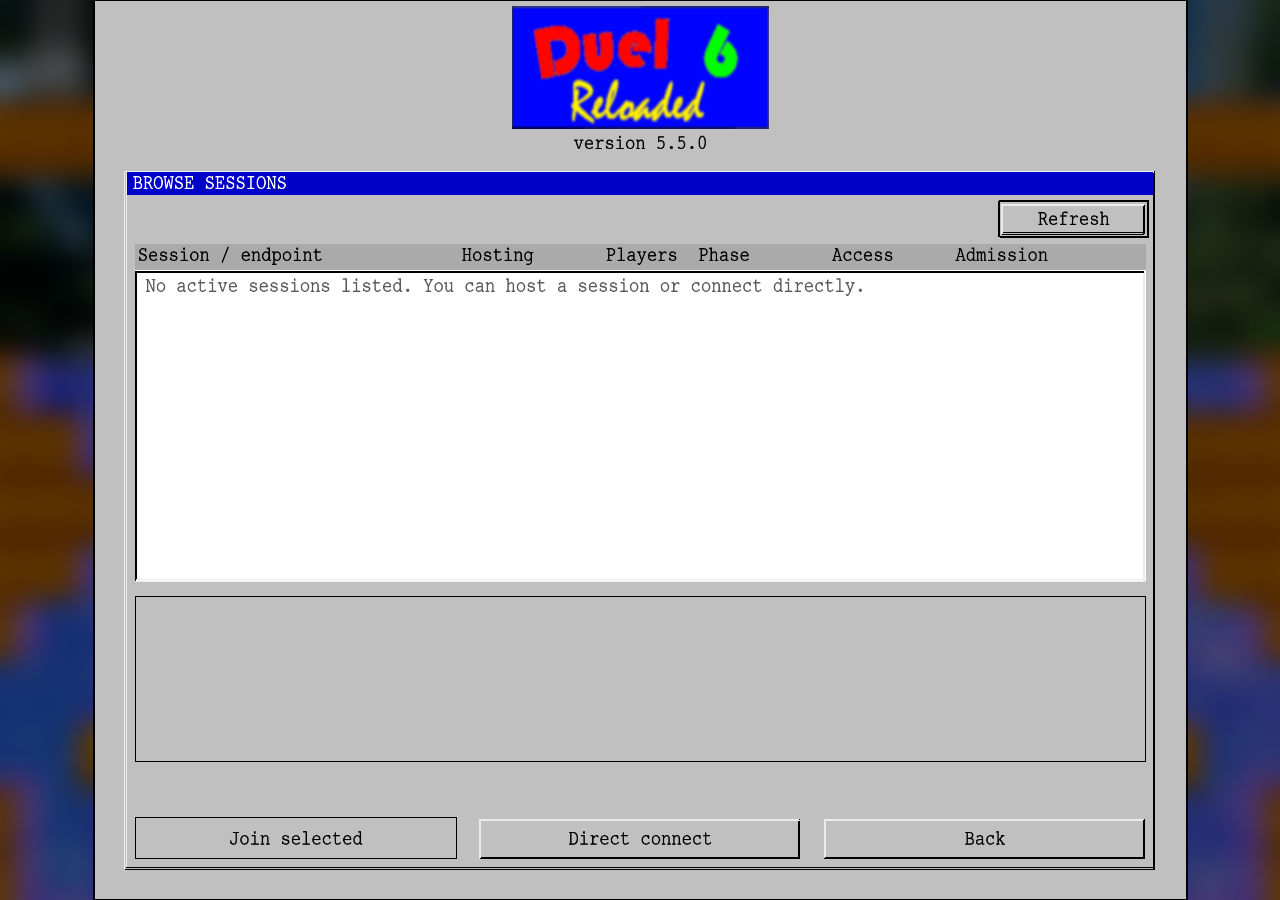 Duel 6
Reloaded
version 5.5.0
BROWSE SESSIONS
Refresh
Session / endpoint Hosting Players Phase Access Admission
No active sessions listed. You can host a session or connect directly.
Join selected Direct connect Back